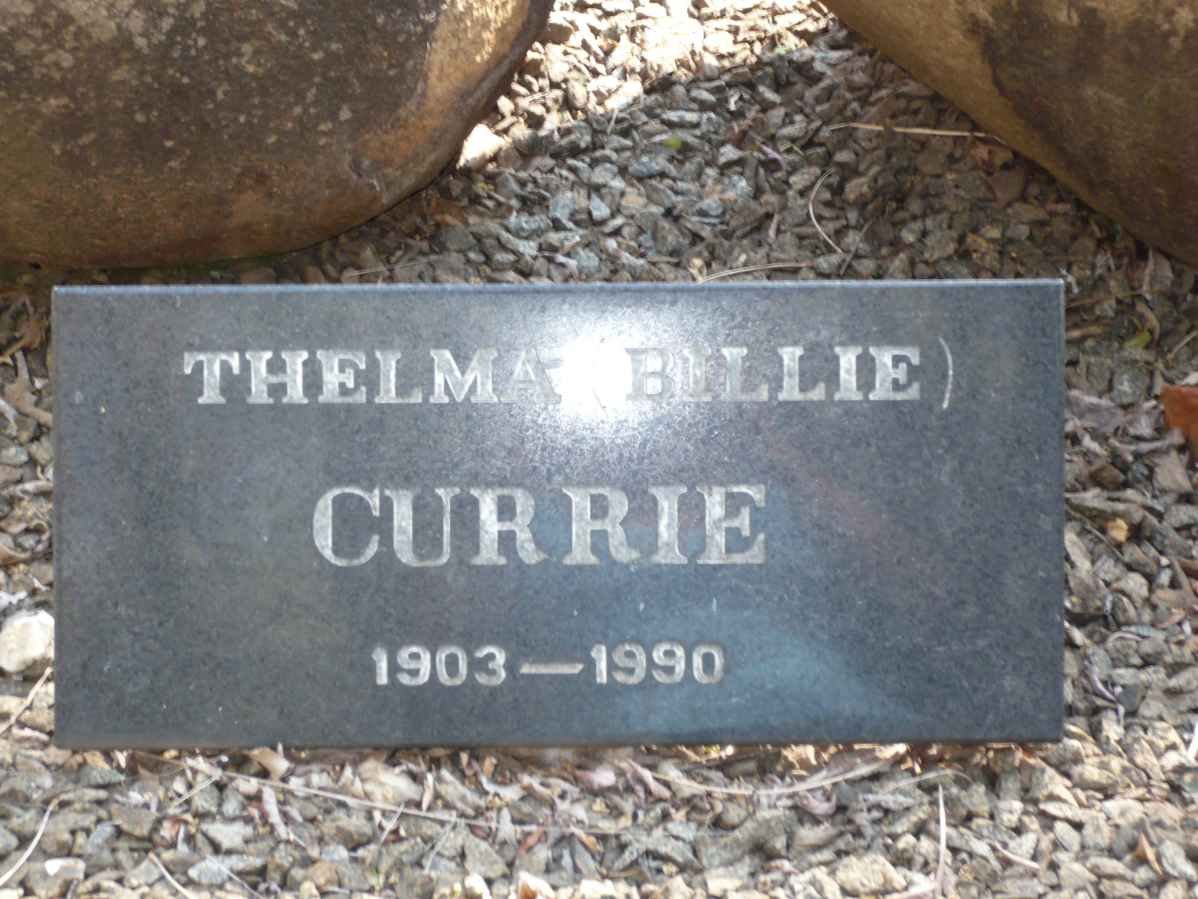 THELMA (BILLIE)
CURRIE
1903—1990